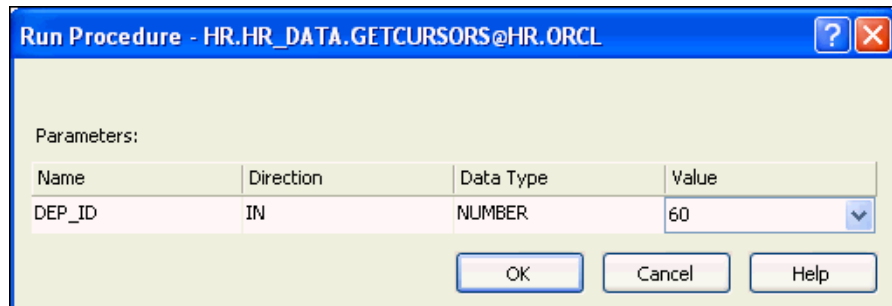 Run Procedure - HR.HR_DATA.GETCURSORS@HR.ORCL
Parameters:
Name Direction Data Type Value
DEP_ID IN NUMBER 60
OK Cancel Help